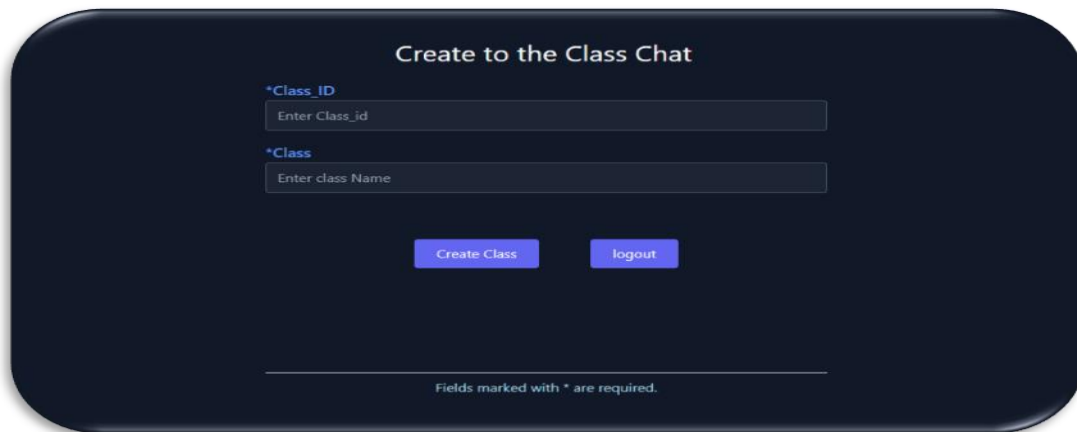 Create to the Class Chat
*Class_ID
Enter Class_id
*Class
Enter class Name
Create Class logout
Fields marked with * are required.